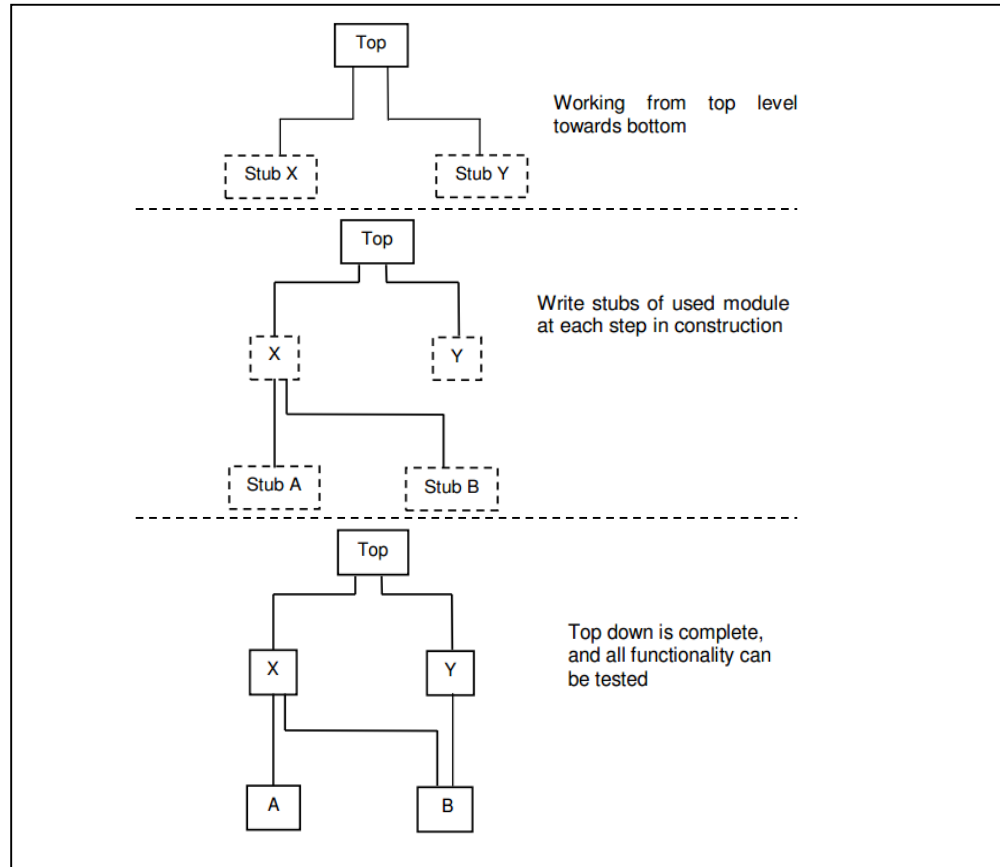 Top
Working from top level
towards bottom
Stub X
Stub Y
Top
Write stubs of used module
at each step in construction
X
Y
Stub A
Stub B
Top
Top down is complete,
and all functionality can
be tested
X
Y
A
B